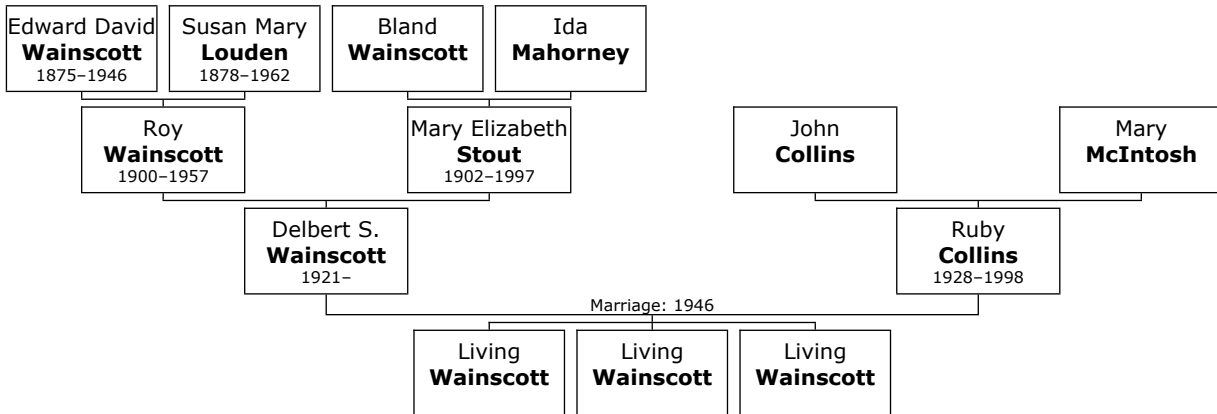 Edward David
Wainscott
1875–1946
Susan Mary
Louden
1878–1962
Bland
Wainscott
Ida
Mahorney
Roy
Wainscott
1900–1957
Mary Elizabeth
Stout
1902–1997
John
Collins
Mary
McIntosh
Delbert S.
Wainscott
1921–
Ruby
Collins
1928–1998
Marriage: 1946
Living
Wainscott
Living
Wainscott
Living
Wainscott